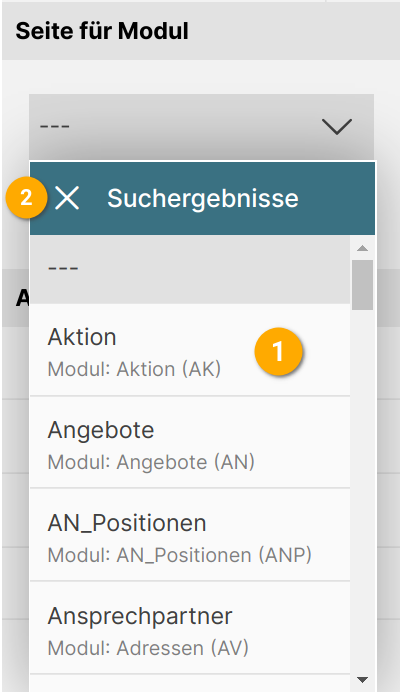 Seite für Modul
---
2 Suchergebnisse
---
Aktion
Modul: Aktion (AK)
1
Angebote
Modul: Angebote (AN)
AN_Positionen
Modul: AN_Positionen (ANP)
Ansprechpartner
Modul: Adressen (AV)